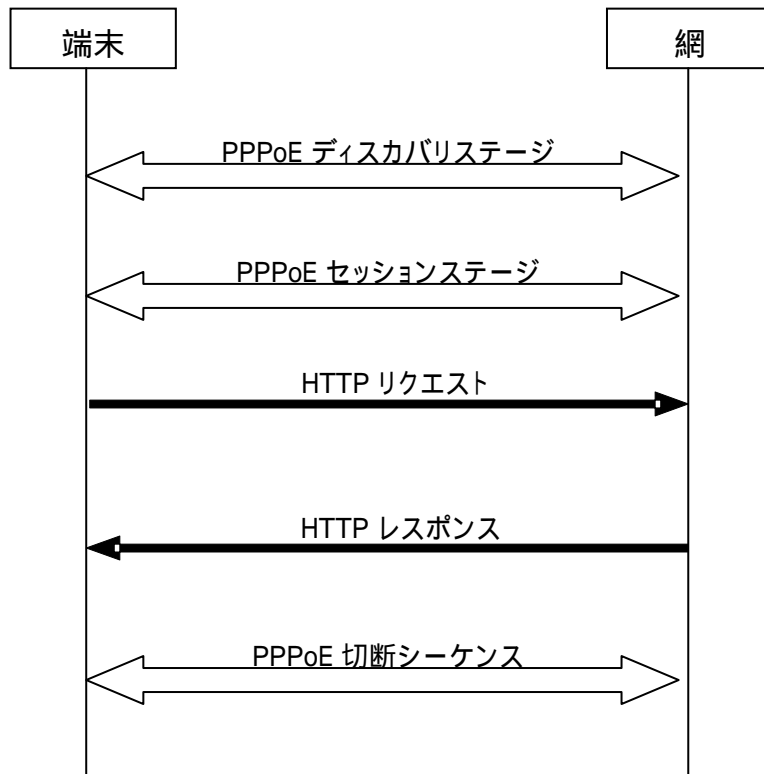 端末
網
PPPoE ディスカバリステージ
PPPoE セッションステージ
HTTP リクエスト
HTTP レスポンス
PPPoE 切断シーケンス